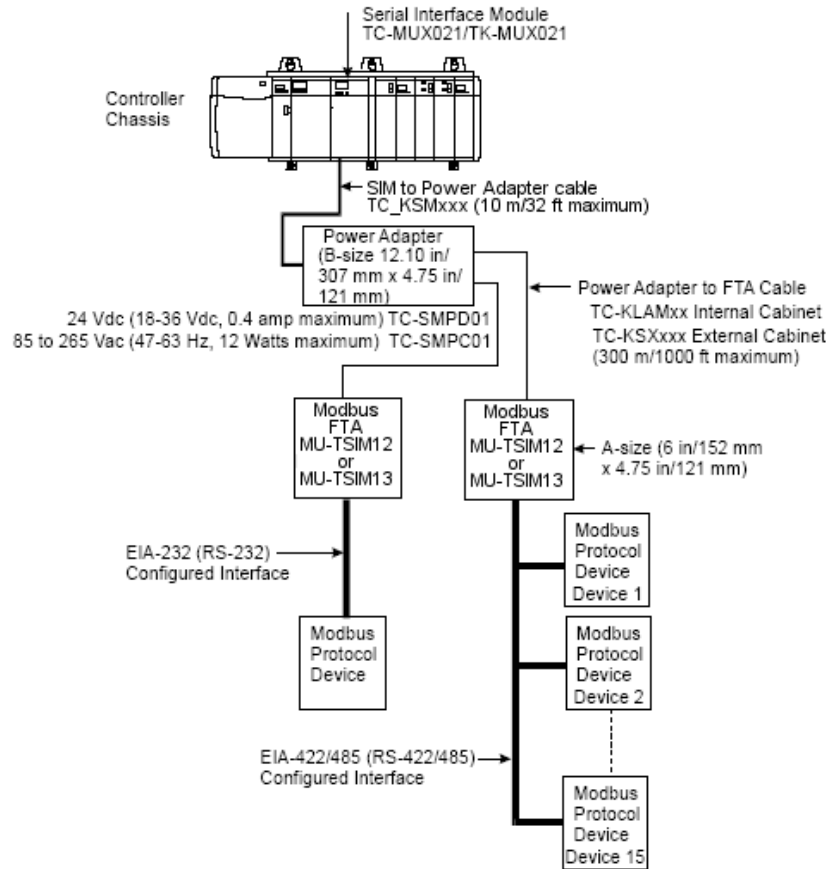 Serial Interface Module
TC-MUX021/TK-MUX021
Controller
Chassis
SIM to Power Adapter cable
TC_KSMxxx (10 m/32 ft maximum)
Power Adapter
(B-size 12.10 in/
307 mm x 4.75 in/
121 mm)
Power Adapter to FTA Cable
TC-KLAMxx Internal Cabinet
TC-KSXxxx External Cabinet
(300 m/1000 ft maximum)
24 Vdc (18-36 Vdc, 0.4 amp maximum) TC-SMPD01
85 to 265 Vac (47-63 Hz, 12 Watts maximum) TC-SMPC01
Modbus
FTA
MU-TSIM12
or
MU-TSIM13
Modbus
FTA
MU-TSIM12
or
MU-TSIM13
A-size (6 in/152 mm
x 4.75 in/121 mm)
EIA-232 (RS-232)
Configured Interface
Modbus
Protocol
Device
Device 1
Modbus
Protocol
Device
Modbus
Protocol
Device
Device 2
EIA-422/485 (RS-422/485)
Configured Interface
Modbus
Protocol
Device
Device 15